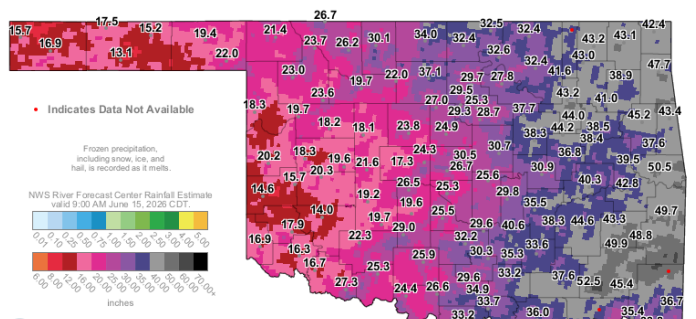 26.7
17.5 32.5 42.4
15.7 15.2 19.4 21.4 34.0 32.4
16.9 13.1 22.0 23.7 26.2 30.1 32.4 43.2 43.1
32.6 43.0
32.4 47.7
23.0 19.7 22.0 37.1 29.7 27.8 41.6 38.9
23.6 29.5 43.2
18.3 19.7 27.0 25.3 41.0
Indicates Data Not Available
29.3 28.7 37.7 44.0 45.2 43.4
18.2 18.1 23.8 24.9 38.3 44.2 38.5
38.4 37.6
Frozen precipitation,
including snow, ice, and
hail, is recorded as it melts.
20.2 18.3 19.6 21.6 17.3 24.3 30.5 30.7 36.8 39.5
15.7 20.3 26.7 25.6 30.9 50.5
NWS River Forecast Center Rainfall Estimate
valid 9:00 AM June 15, 2026 CDT.
14.6 19.2 26.5 25.3 29.8 40.3 42.8
14.0 19.6 25.5 35.5 49.7
17.9 19.7 29.0 29.6 40.6 38.3 44.6 43.3
16.9 22.3 32.2 33.6 49.9 48.8
16.3 25.9 30.3 35.3
16.7 25.3 33.2
27.3 24.4 26.6 29.6 37.6 52.5 45.4
34.9
33.7 36.7
33.2 36.0 35.4
inches